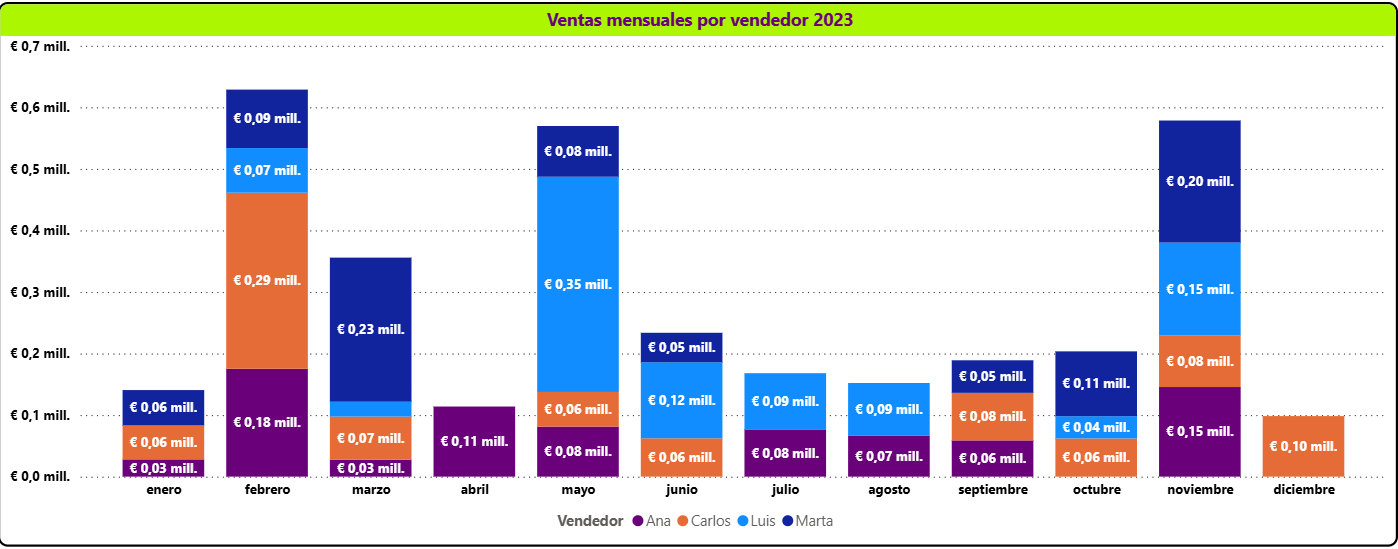 Ventas mensuales por vendedor 2023
€ 0,7 mill.
€ 0,6 mill.
€ 0,5 mill.
€ 0,4 mill.
€ 0,3 mill.
€ 0,2 mill.
€ 0,1 mill.
€ 0,0 mill.
€ 0,06 mill.
€ 0,06 mill.
€ 0,03 mill.
€ 0,09 mill.
€ 0,07 mill.
€ 0,29 mill.
€ 0,18 mill.
€ 0,23 mill.
€ 0,07 mill.
€ 0,03 mill.
€ 0,11 mill.
€ 0,08 mill.
€ 0,35 mill.
€ 0,06 mill.
€ 0,08 mill.
€ 0,05 mill.
€ 0,12 mill.
€ 0,06 mill.
€ 0,09 mill.
€ 0,08 mill.
€ 0,09 mill.
€ 0,07 mill.
€ 0,05 mill.
€ 0,08 mill.
€ 0,06 mill.
€ 0,11 mill.
€ 0,04 mill.
€ 0,06 mill.
€ 0,20 mill.
€ 0,15 mill.
€ 0,08 mill.
€ 0,15 mill.
€ 0,10 mill.
enero febrero marzo abril mayo junio julio agosto septiembre octubre noviembre diciembre
Vendedor Ana Carlos Luis Marta